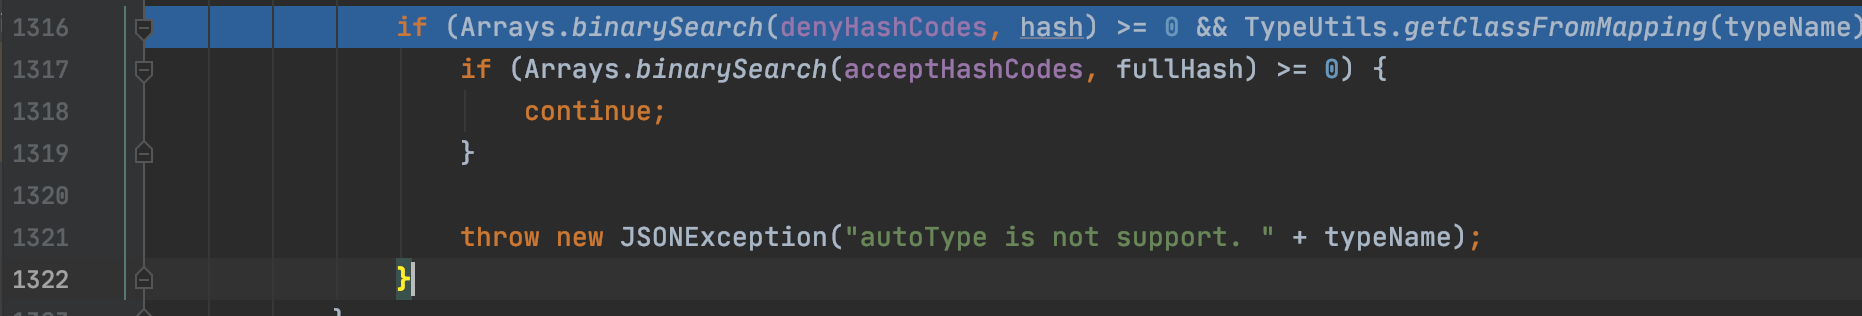 1316 if (Arrays.binarySearch(denyHashCodes, hash) >= 0 && TypeUtils.getClassFromMapping(typeName)
1317 if (Arrays.binarySearch(acceptHashCodes, fullHash) >= 0) {
1318 continue;
1319 }
1320
1321 throw new JSONException("autoType is not support. " + typeName);
1322 }